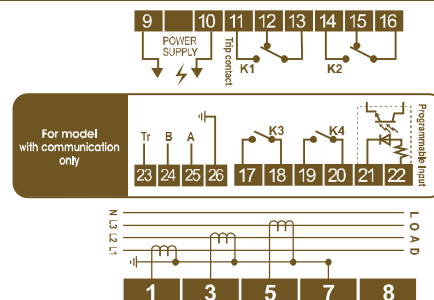 9 10 11 12 13 14 15 16
POWER
SUPPLY
Trip contact
K1
K2
For model
with communication
only
Tr B A
K3
K4
Programmable Input
23 24 25 26 17 18 19 20 21 22
N
L3
L2
L1
LOAD
1 3 5 7 8